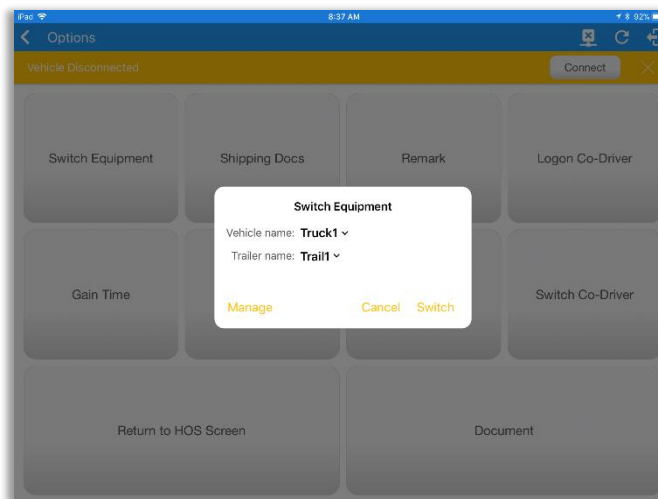 iPad 8:37 AM 92%
Options
Vehicle Disconnected Connect
Switch Equipment Shipping Docs Remark Logon Co-Driver
Switch Equipment
Vehicle name: Truck1
Trailer name: Trail1
Manage Cancel Switch
Gain Time Switch Co-Driver
Return to HOS Screen Document